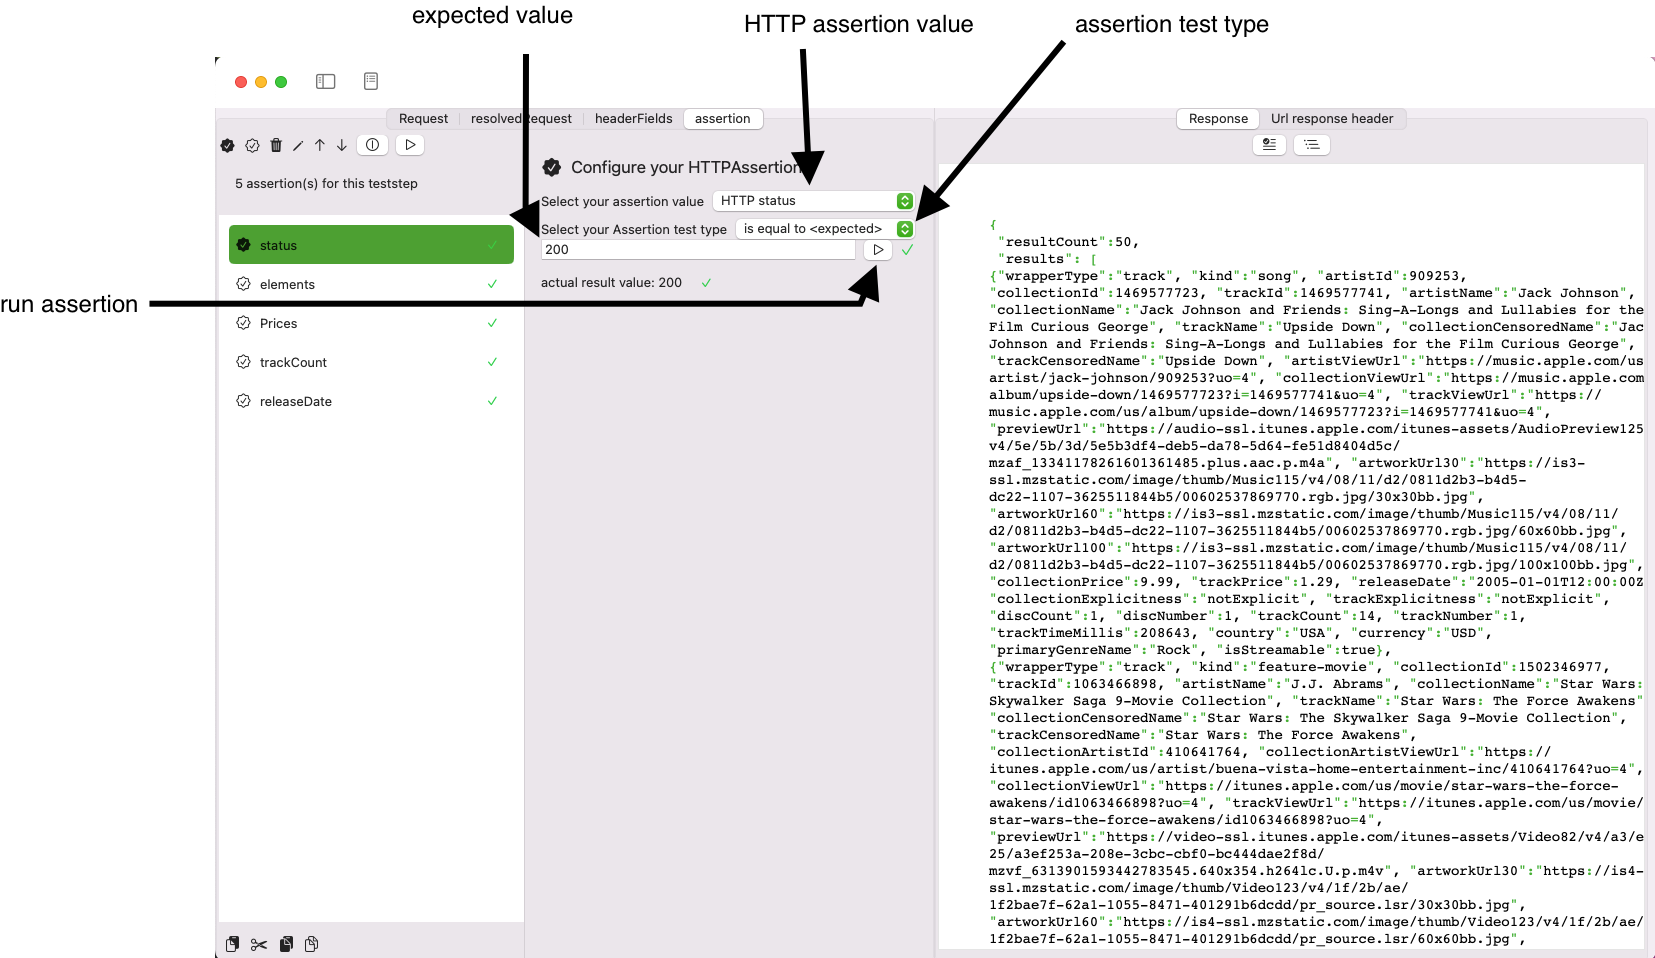 expected value
HTTP assertion value
assertion test type
Request
resolvedRequest
headerFields
assertion
Response
Url response header
5 assertion(s) for this teststep
status
elements
Prices
trackCount
releaseDate
run assertion
Configure your HTTPAssertion
Select your assertion value
HTTP status
Select your Assertion test type
is equal to <expected>
200
actual result value: 200
{
"resultCount":50,
"results": [
{"wrapperType":"track", "kind":"song", "artistId":909253,
"collectionId":1469577723, "trackId":1469577741, "artistName":"Jack Johnson",
"collectionName":"Jack Johnson and Friends: Sing-A-Longs and Lullabies for the
Film Curious George", "trackName":"Upside Down", "collectionCensoredName":"Jac
Johnson and Friends: Sing-A-Longs and Lullabies for the Film Curious George",
"trackCensoredName":"Upside Down", "artistViewUrl":"https://music.apple.com/us
artist/jack-johnson/909253?uo=4", "collectionViewUrl":"https://music.apple.com
album/upside-down/1469577723?i=1469577741&uo=4", "trackViewUrl":"https://
music.apple.com/us/album/upside-down/1469577723?i=1469577741&uo=4",
"previewUrl":"https://audio-ssl.itunes.apple.com/itunes-assets/AudioPreview125
v4/5e/5b/3d/5e5b3df4-deb5-da78-5d64-fe51d8404d5c/
mzaf_13341178261601361485.plus.aac.p.m4a", "artworkUrl30":"https://is3-
ssl.mzstatic.com/image/thumb/Music115/v4/08/11/d2/0811d2b3-b4d5-
dc22-1107-3625511844b5/00602537869770.rgb.jpg/30x30bb.jpg",
"artworkUrl60":"https://is3-ssl.mzstatic.com/image/thumb/Music115/v4/08/11/
d2/0811d2b3-b4d5-dc22-1107-3625511844b5/00602537869770.rgb.jpg/60x60bb.jpg",
"artworkUrl100":"https://is3-ssl.mzstatic.com/image/thumb/Music115/v4/08/11/
d2/0811d2b3-b4d5-dc22-1107-3625511844b5/00602537869770.rgb.jpg/100x100bb.jpg",
"collectionPrice":9.99, "trackPrice":1.29, "releaseDate":"2005-01-01T12:00:00Z
"collectionExplicitness":"notExplicit", "trackExplicitness":"notExplicit",
"discCount":1, "discNumber":1, "trackCount":14, "trackNumber":1,
"trackTimeMillis":208643, "country":"USA", "currency":"USD",
"primaryGenreName":"Rock", "isStreamable":true},
{"wrapperType":"track", "kind":"feature-movie", "collectionId":1502346977,
"trackId":1063466898, "artistName":"J.J. Abrams", "collectionName":"Star Wars:
Skywalker Saga 9-Movie Collection", "trackName":"Star Wars: The Force Awakens"
"collectionCensoredName":"Star Wars: The Skywalker Saga 9-Movie Collection",
"trackCensoredName":"Star Wars: The Force Awakens",
"collectionArtistId":410641764, "collectionArtistViewUrl":"https://
itunes.apple.com/us/artist/buena-vista-home-entertainment-inc/410641764?uo=4",
"collectionViewUrl":"https://itunes.apple.com/us/movie/star-wars-the-force-
awakens/id1063466898?uo=4", "trackViewUrl":"https://itunes.apple.com/us/movie/
star-wars-the-force-awakens/id1063466898?uo=4",
"previewUrl":"https://video-ssl.itunes.apple.com/itunes-assets/Video82/v4/a3/e
25/a3ef253a-208e-3cbc-cbf0-bc444dae2f8d/
mzvf_6313901593442783545.640x354.h264lc.U.p.m4v", "artworkUrl30":"https://is4-
ssl.mzstatic.com/image/thumb/Video123/v4/1f/2b/ae/
1f2bae7f-62a1-1055-8471-401291b6dcdd/pr_source.lsr/30x30bb.jpg",
"artworkUrl60":"https://is4-ssl.mzstatic.com/image/thumb/Video123/v4/1f/2b/ae/
1f2bae7f-62a1-1055-8471-401291b6dcdd/pr_source.lsr/60x60bb.jpg",